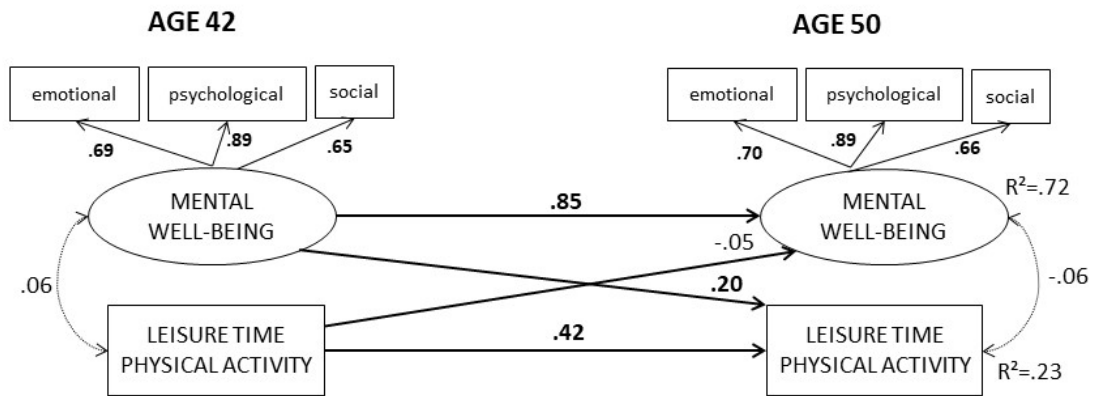 AGE 42
AGE 50
emotional
psychological
social
emotional
psychological
social
.69
.89
.65
.70
.89
.66
MENTAL
WELL-BEING
.85
MENTAL
WELL-BEING
R²=.72
-.05
.06
.20
-.06
LEISURE TIME
PHYSICAL ACTIVITY
.42
LEISURE TIME
PHYSICAL ACTIVITY
R²=.23